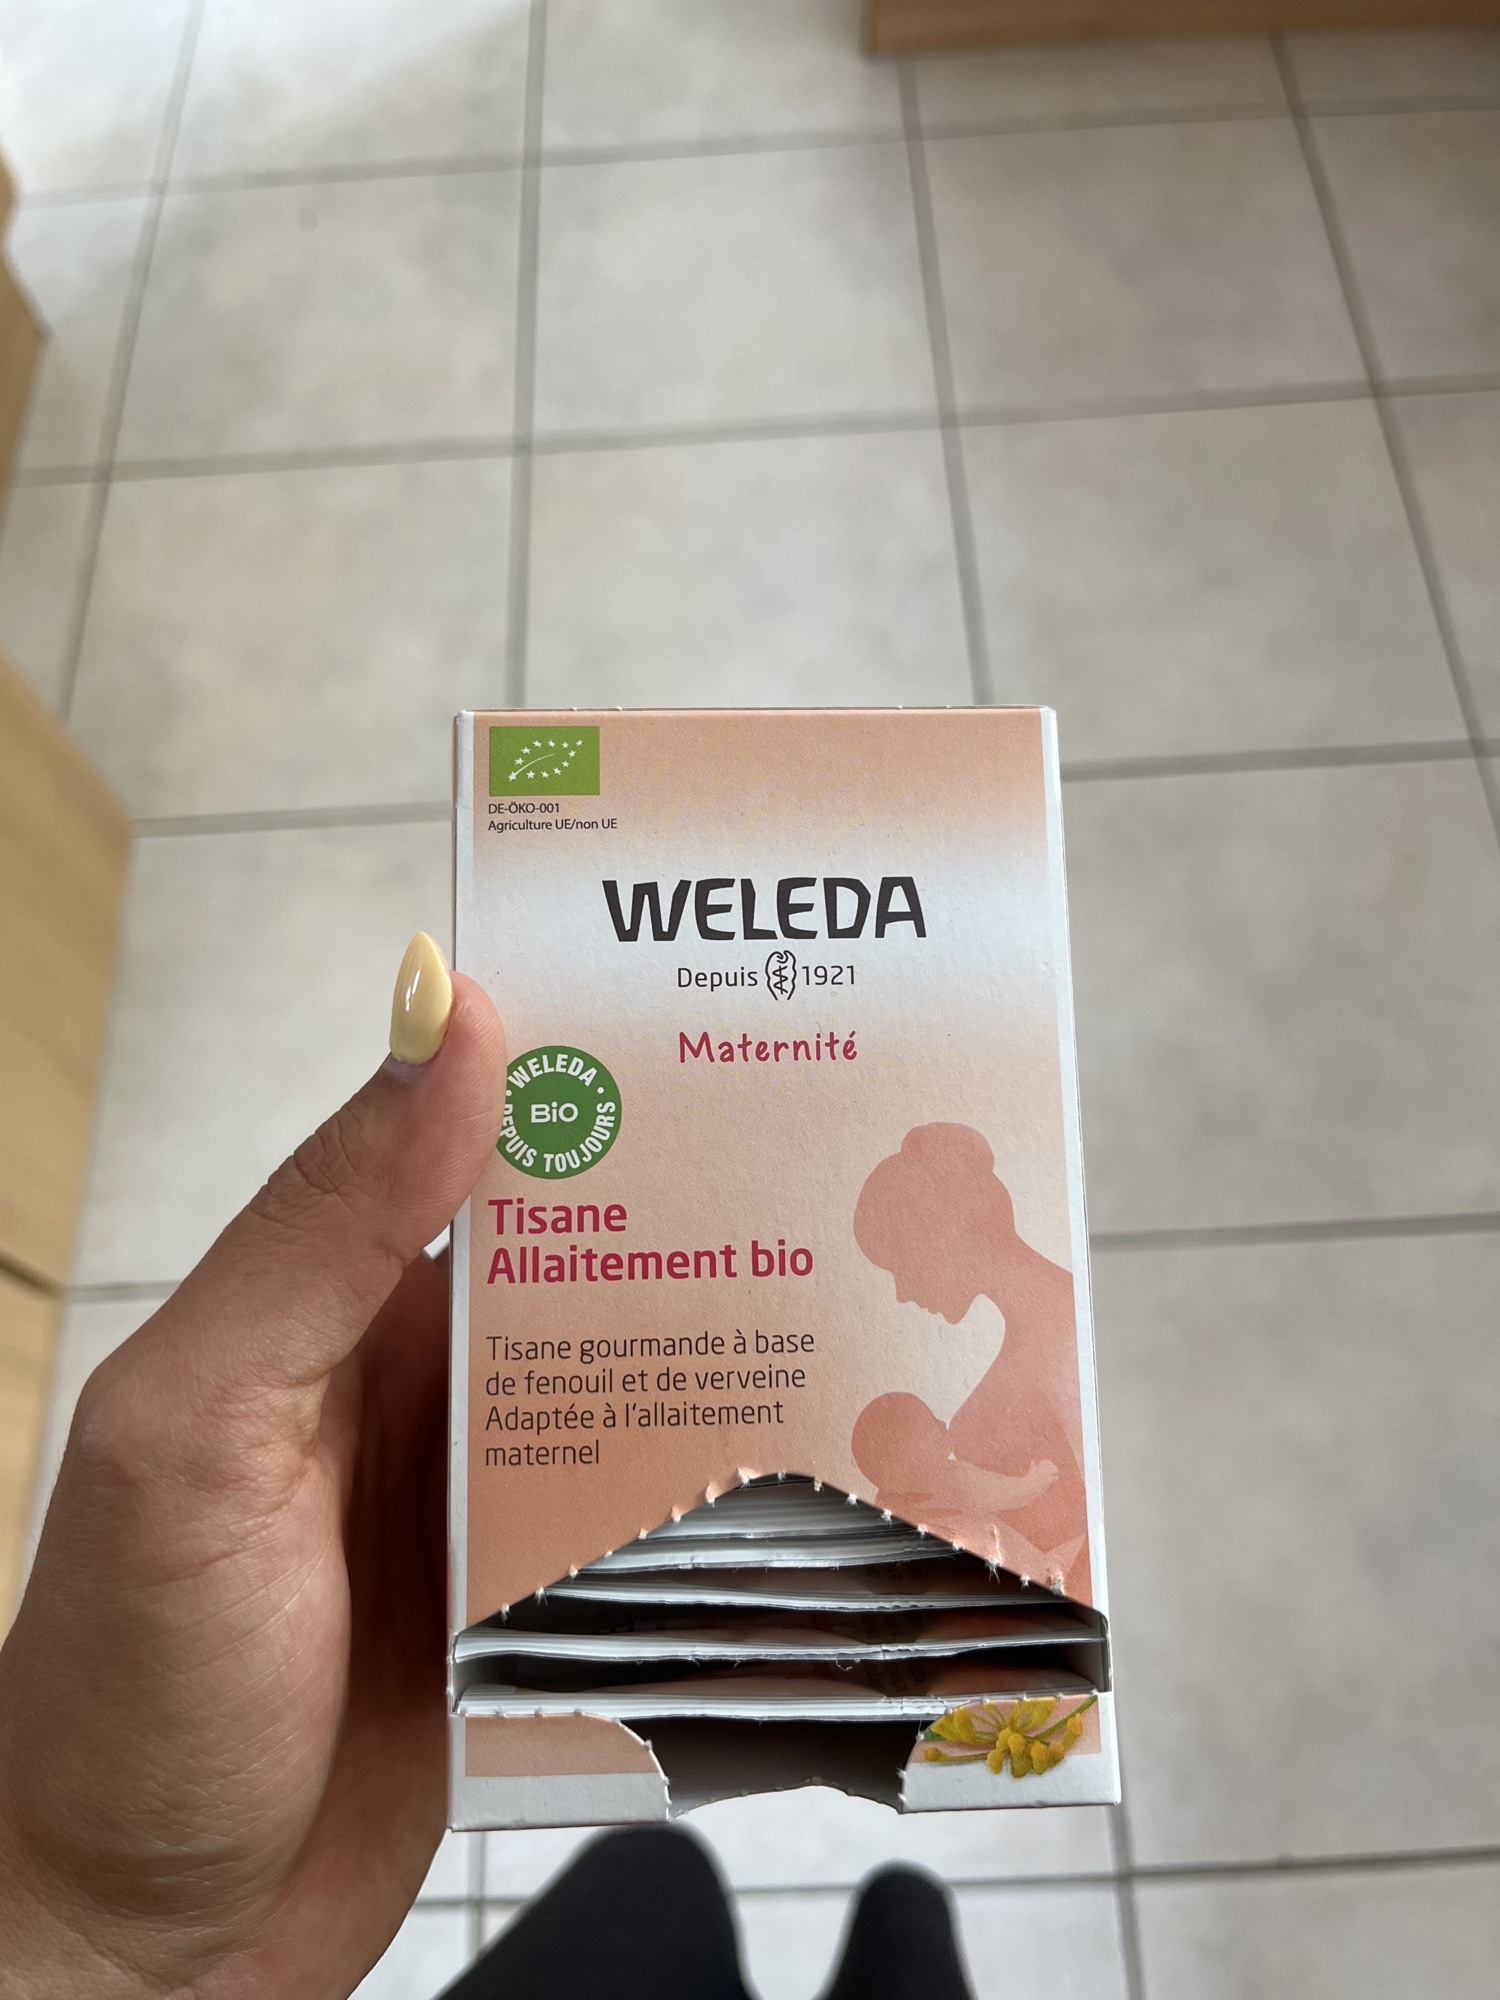 DE-ÖKO-001
Agriculture UE/non UE
WELEDA
Depuis 1921
Maternité
WELEDA
BiO
DEPUIS TOUJOURS
Tisane
Allaitement bio
Tisane gourmande à base
de fenouil et de verveine
Adaptée à l'allaitement
maternel